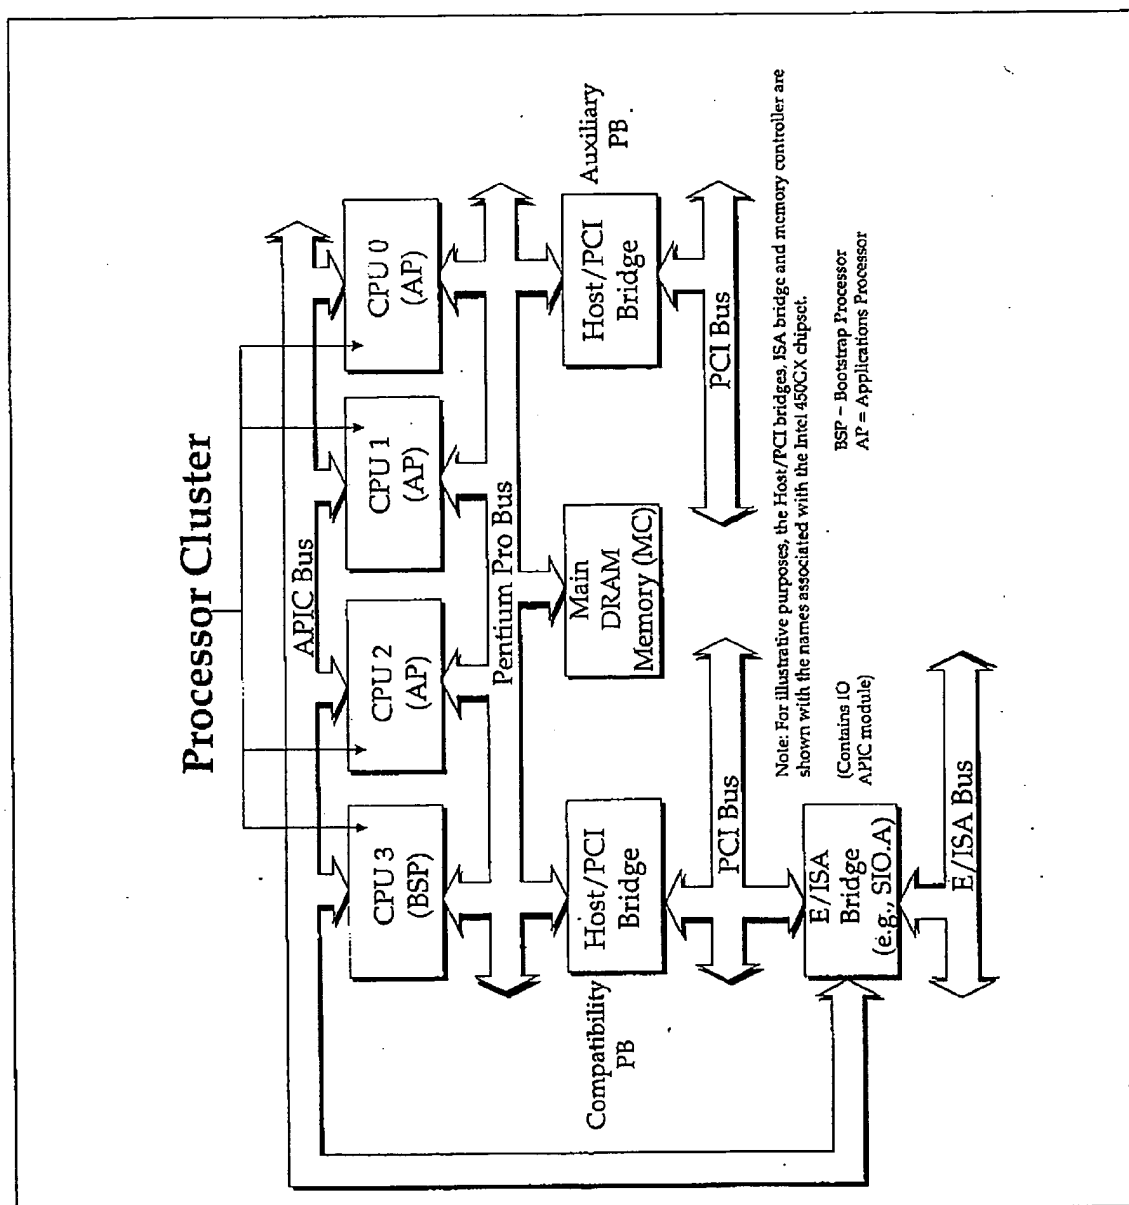 Processor Cluster
APIC Bus
CPU 3
(BSP)
CPU 2
(AP)
CPU 1
(AP)
CPU 0
(AP)
Pentium Pro Bus
Compatibility
PB
Host/PCI
Bridge
Main
DRAM
Memory (MC)
Host/PCI
Bridge
Auxiliary
PB
PCI Bus
PCI Bus
Note: For illustrative purposes, the Host/PCI bridges, ISA bridge and memory controller are
shown with the names associated with the Intel 450GX chipset.
E/ISA
Bridge
(e.g., SIO.A)
(Contains IO
APIC module)
BSP = Bootstrap Processor
AP = Applications Processor
E/ISA Bus